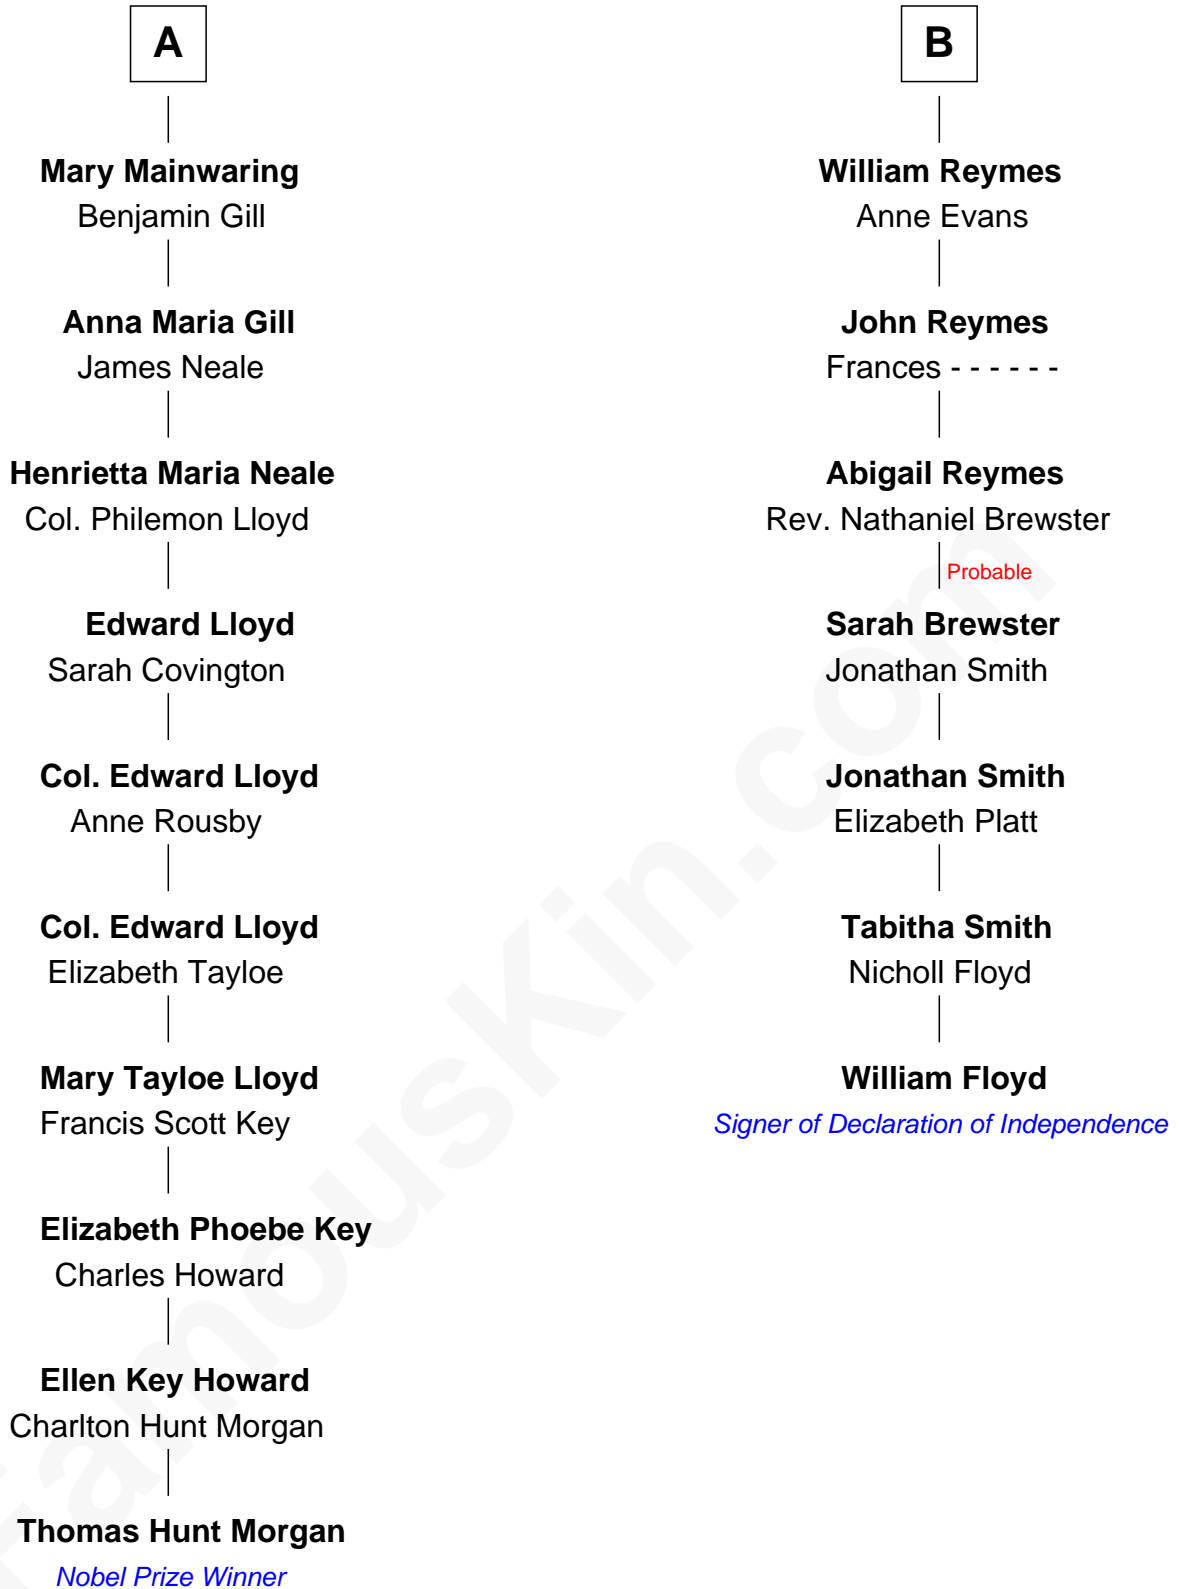 A
Mary Mainwaring
Benjamin Gill
Anna Maria Gill
James Neale
Henrietta Maria Neale
Col. Philemon Lloyd
Edward Lloyd
Sarah Covington
Col. Edward Lloyd
Anne Rousby
Col. Edward Lloyd
Elizabeth Tayloe
Mary Tayloe Lloyd
Francis Scott Key
Elizabeth Phoebe Key
Charles Howard
Ellen Key Howard
Charlton Hunt Morgan
Thomas Hunt Morgan
Nobel Prize Winner
B
William Reymes
Anne Evans
John Reymes
Frances - - - - - -
Abigail Reymes
Rev. Nathaniel Brewster
Probable
Sarah Brewster
Jonathan Smith
Jonathan Smith
Elizabeth Platt
Tabitha Smith
Nicholl Floyd
William Floyd
Signer of Declaration of Independence
FamousKin.com